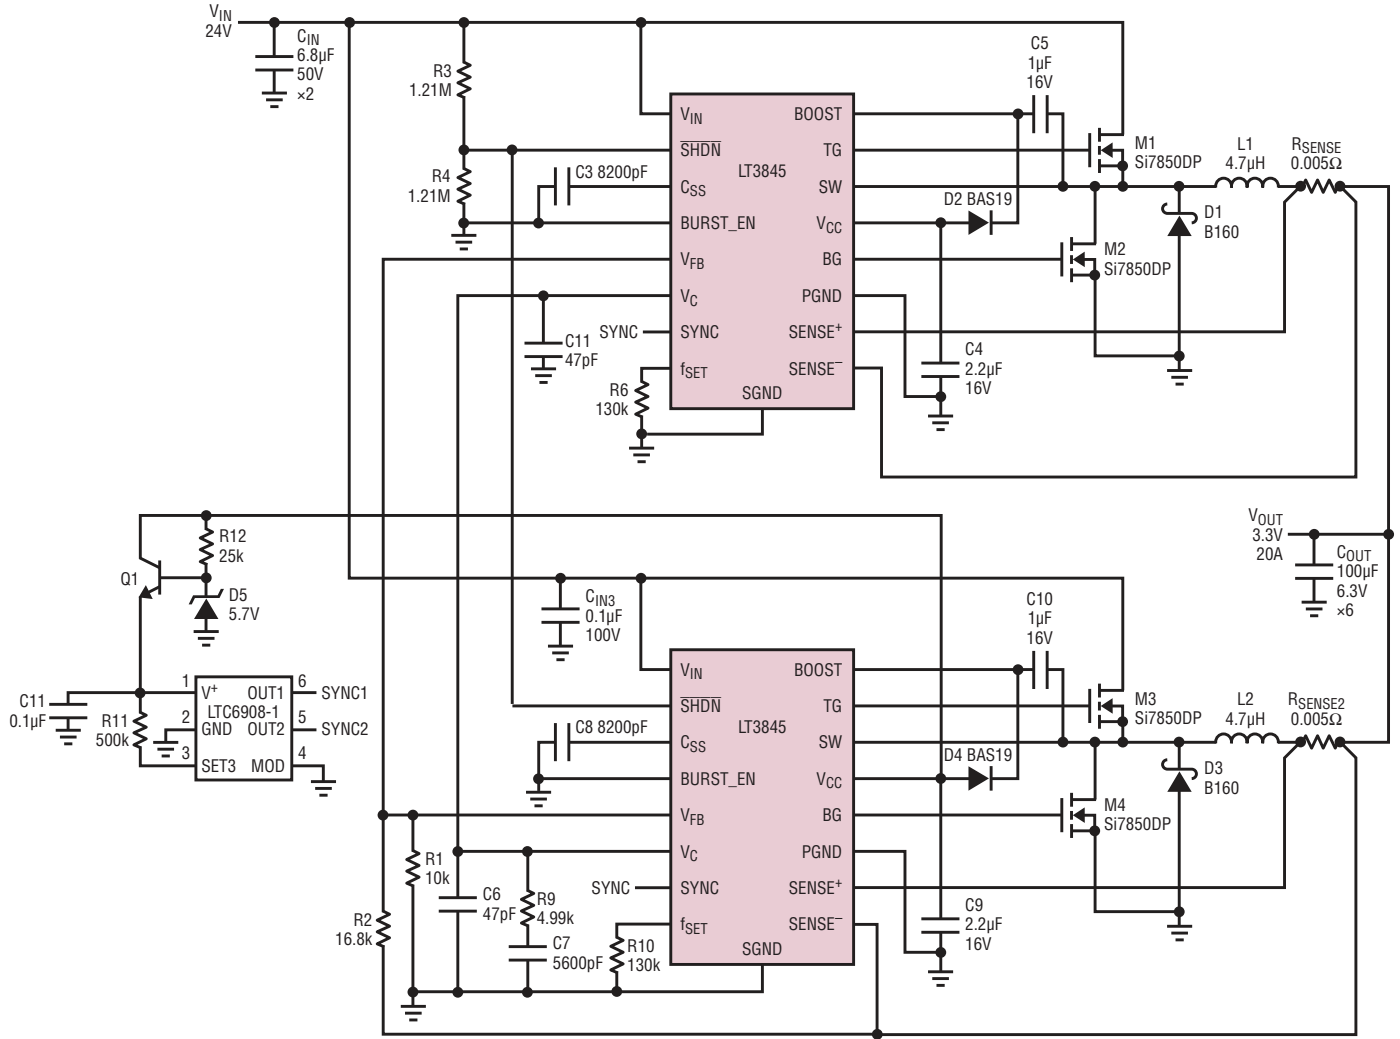 VIN
24V
CIN
6.8µF
50V
×2
R3
1.21M
R4
1.21M
C3 8200pF
C11
47pF
SYNC
R6
130k
VIN
SHDN
CSS
BURST_EN
VFB
VC
SYNC
fSET
LT3845
SGND
BOOST
TG
SW
VCC
BG
PGND
SENSE+
SENSE−
C5
1µF
16V
D2 BAS19
M1
Si7850DP
M2
Si7850DP
L1
4.7µH
RSENSE
0.005Ω
D1
B160
C4
2.2µF
16V
VOUT
3.3V
20A
COUT
100µF
6.3V
×6
R12
25k
Q1
D5
5.7V
C11
0.1µF
R11
500k
1
2
3
V+
GND
SET3
LTC6908-1
OUT1
OUT2
MOD
6
5
4
SYNC1
SYNC2
CIN3
0.1µF
100V
C8 8200pF
R1
10k
R2
16.8k
C6
47pF
R9
4.99k
C7
5600pF
SYNC
R10
130k
VIN
SHDN
CSS
BURST_EN
VFB
VC
SYNC
fSET
LT3845
SGND
BOOST
TG
SW
VCC
BG
PGND
SENSE+
SENSE−
C10
1µF
16V
D4 BAS19
M3
Si7850DP
M4
Si7850DP
L2
4.7µH
RSENSE2
0.005Ω
D3
B160
C9
2.2µF
16V